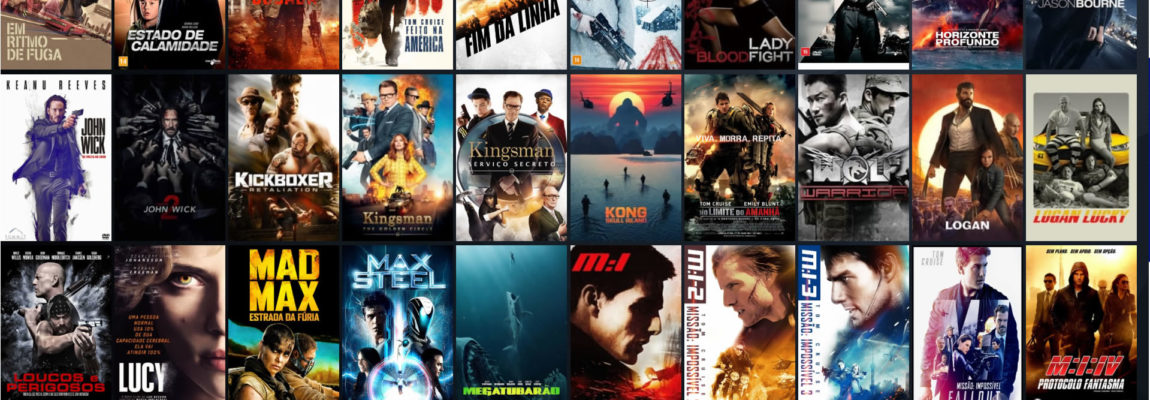 EM
RITMO
DE FUGA
ESTADO DE
CALAMIDADE
14
TOM CRUISE
FEITO NA
AMÉRICA
FIM DA LINHA
16
LADY
BLOODFIGHT
HORIZONTE
PROFUNDO
JASON BOURNE
KEANU REEVES
JOHN
WICK
DVD
JOHN WICK
2
KICKBOXER
RETALIATION
Kingsman
THE GOLDEN CIRCLE
Kingsman
SERVIÇO SECRETO
KONG
SKULL ISLAND
VIVA. MORRA. REPITA.
TOM CRUISE EMILY BLUNT
NO LIMITE DO AMANHÃ
WOLF
WARRIOR
LOGAN
LOGAN LUCKY
LOUCOS e
PERIGOSOS
MORGAN
FREEMAN
UMA PESSOA
NORMAL
USA 10%
DE SUA
CAPACIDADE CEREBRAL.
ELA VAI
ATINGIR 100%
LUCY
MAD
MAX
ESTRADA DA FÚRIA
MAX
STEEL
MEGATUBARÃO
M:I
M:I-2
TOM CRUISE
MISSÃO: IMPOSSÍVEL 2
M:I-3
TOM CRUISE
MISSÃO: IMPOSSÍVEL 3
TOM
CRUISE
MISSÃO: IMPOSSÍVEL
FALLOUT
SEM PLANO. SEM APOIO. SEM OPÇÃO.
M:I:IV
PROTOCOLO FANTASMA